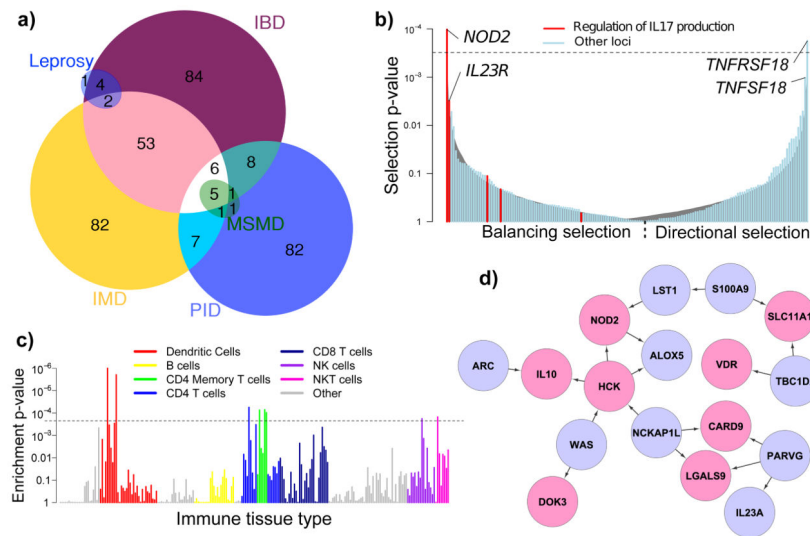 a)
IBD
Leprosy
84
1
4
2
53
6
8
5
1
1
1
MSMD
82
7
82
IMD
PID
b)
10⁻⁴
Regulation of IL17 production
Other loci
NOD2
IL23R
TNFRSF18
TNFSF18
10⁻³
0.01
0.1
1
Selection p-value
Balancing selection
Directional selection
c)
Dendritic Cells
B cells
CD4 Memory T cells
CD4 T cells
CD8 T cells
NK cells
NKT cells
Other
10⁻⁶
10⁻⁵
10⁻⁴
10⁻³
0.01
0.1
1
Enrichment p-value
Immune tissue type
d)
LST1
S100A9
NOD2
SLC11A1
ARC
ALOX5
VDR
IL10
HCK
TBC1D
WAS
NCKAP1L
CARD9
PARVG
LGALS9
DOK3
IL23A